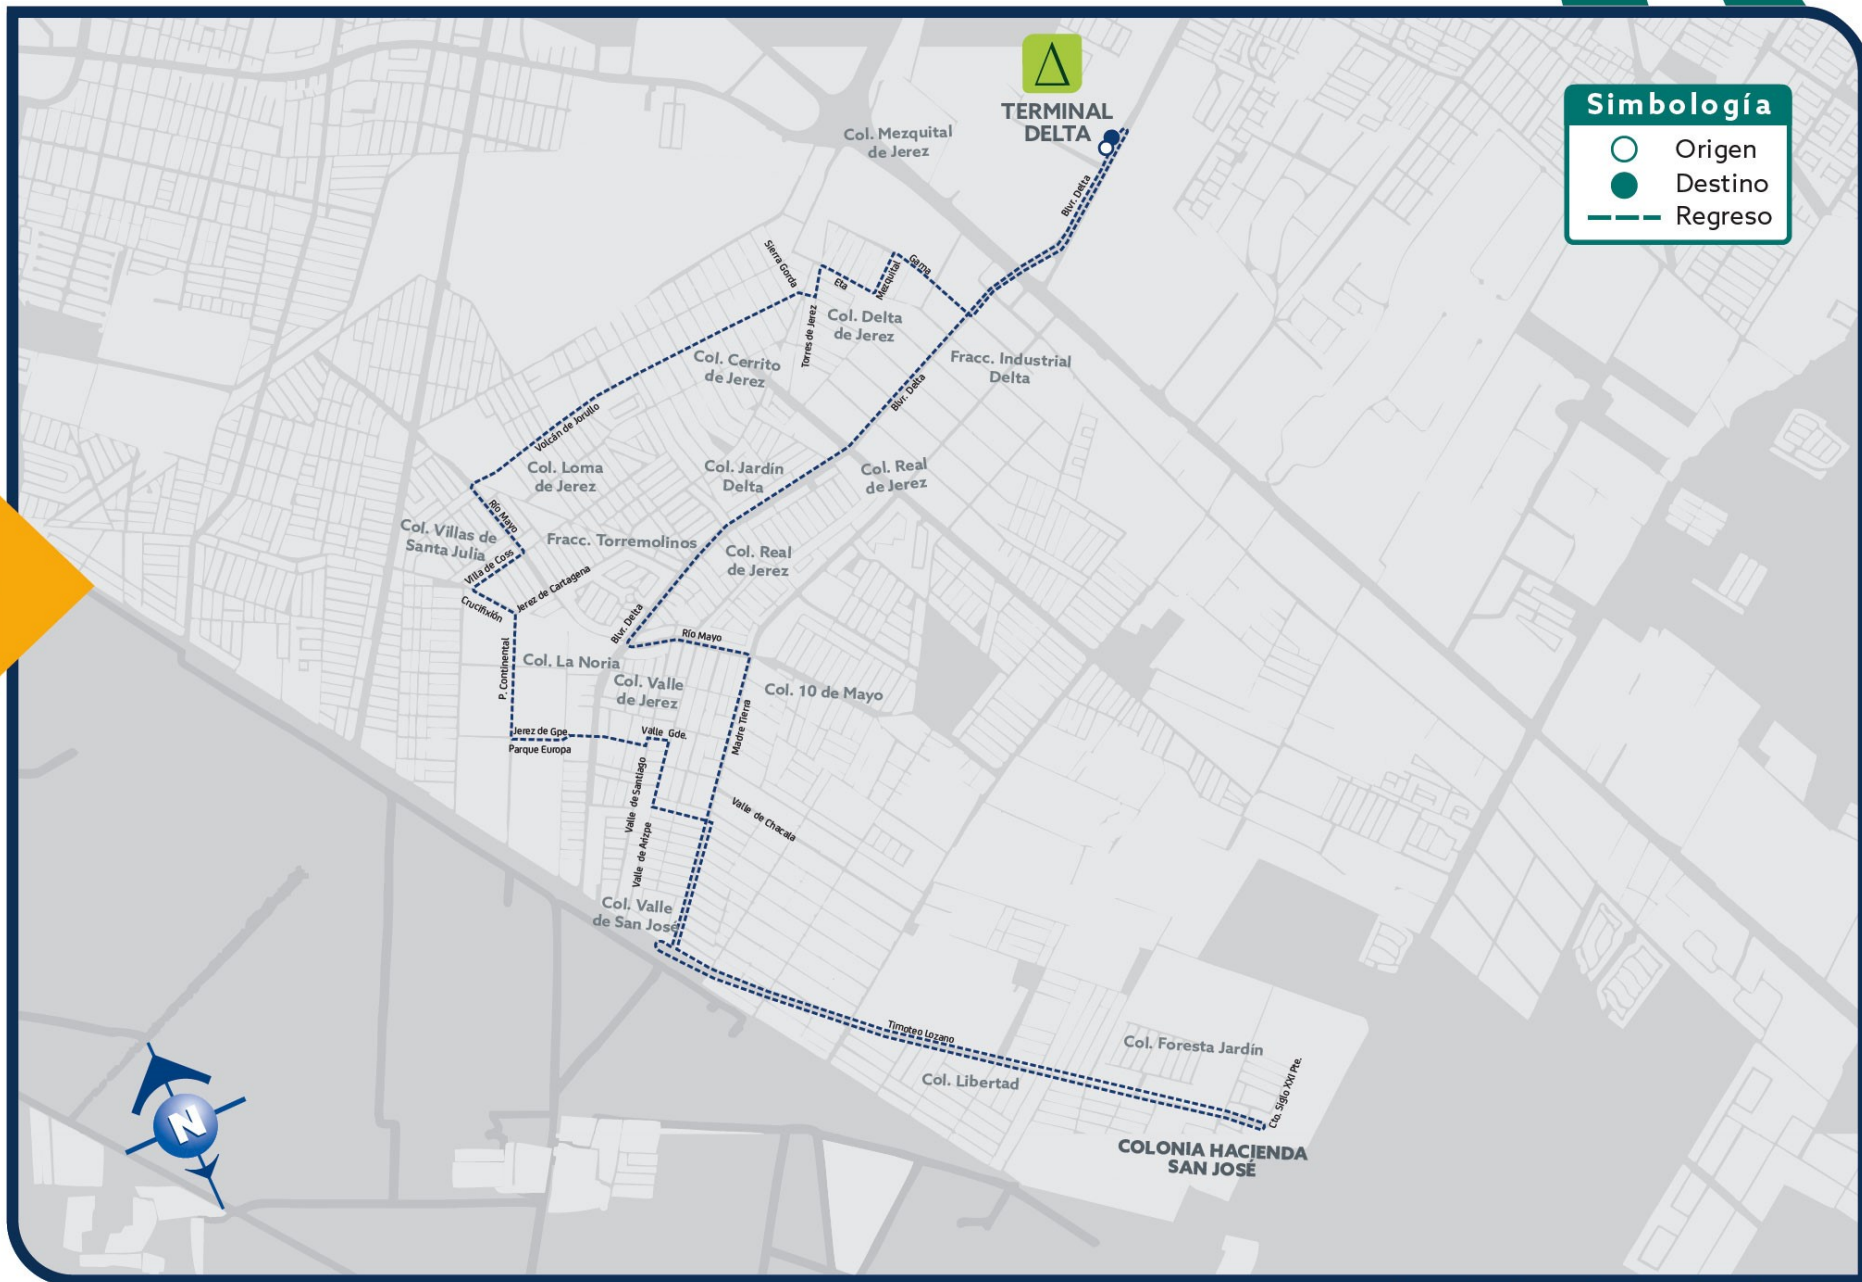 TERMINAL
DELTA
Simbología
Origen
Destino
Regreso
Col. Mezquital
de Jerez
Blvr. Delta
Sierra Gorda
Gama
Eta
Mezquital
Torres de Jerez
Col. Delta
de Jerez
Col. Cerrito
de Jerez
Fracc. Industrial
Delta
Blvr. Delta
Volcán de Jorullo
Col. Loma
de Jerez
Col. Jardín
Delta
Col. Real
de Jerez
Río Mayo
Col. Villas de
Santa Julia
Fracc. Torremolinos
Col. Real
de Jerez
Villa de Coss
Jerez de Cartagena
Crucifixión
Blvr. Delta
Río Mayo
P. Continental
Col. La Noria
Col. Valle
de Jerez
Col. 10 de Mayo
Madre Tierra
Jerez de Gpe.
Parque Europa
Valle Gde.
Valle de Santiago
Valle de Chacala
Valle de Arizpe
Col. Valle
de San José
Timoteo Lozano
Col. Foresta Jardín
Col. Libertad
Cto. Siglo XXI Pte.
COLONIA HACIENDA
SAN JOSÉ
N